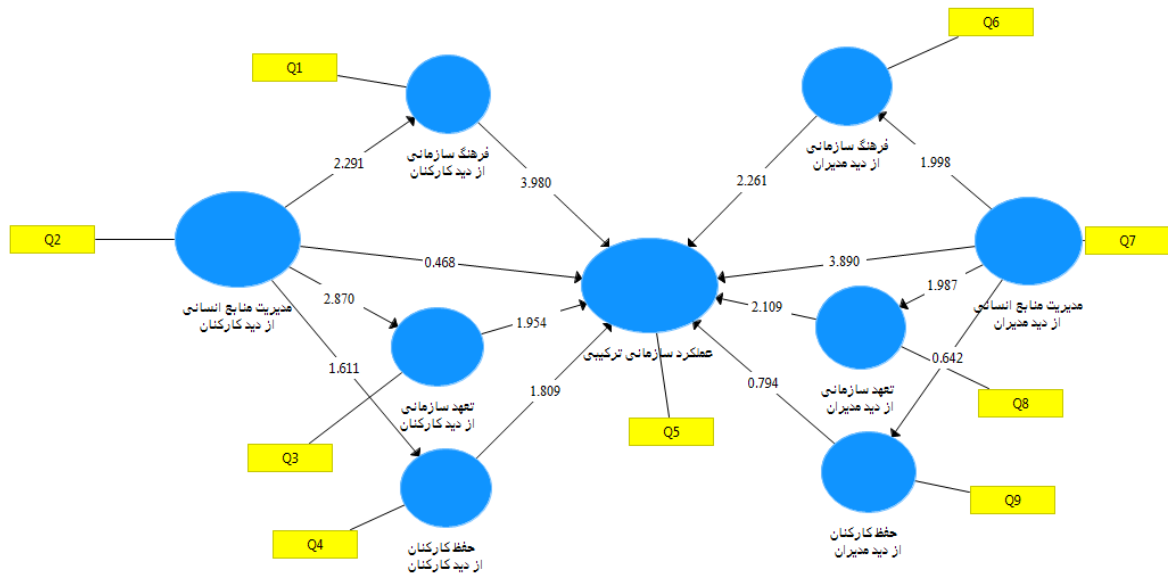 Q6
Q1
فرهنگ سازمانی
از دید کارکنان
فرهنگ سازمانی
از دید مدیران
2.291
3.980
2.261
1.998
Q2
Q7
0.468
3.890
مدیریت منابع انسانی
از دید کارکنان
2.870
1.987
مدیریت منابع انسانی
از دید مدیران
1.954
2.109
عملکرد سازمانی ترکیبی
1.611
1.809
0.794
0.642
تعهد سازمانی
از دید کارکنان
تعهد سازمانی
از دید مدیران
Q3
Q5
Q8
Q4
Q9
حفظ کارکنان
از دید کارکنان
حفظ کارکنان
از دید مدیران